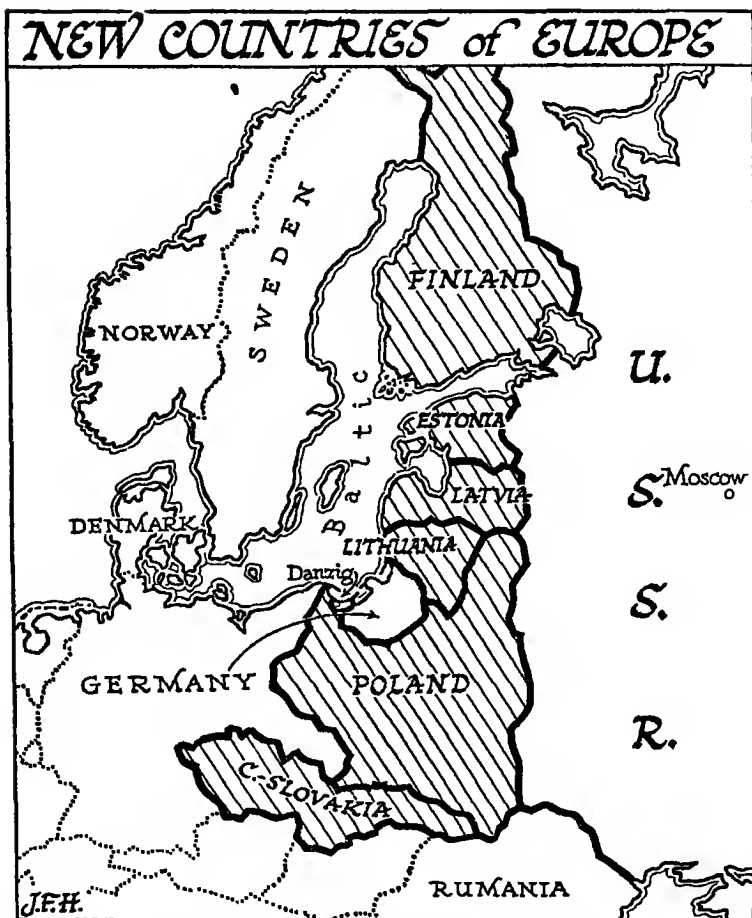 NEW COUNTRIES of EUROPE
SWEDEN
FINLAND
NORWAY
U.
Baltic
ESTONIA
S.
Moscow
LATVIA
DENMARK
LITHUANIA
Danzig
S.
GERMANY
POLAND
R.
C.-SLOVAKIA
RUMANIA
J.F.H.